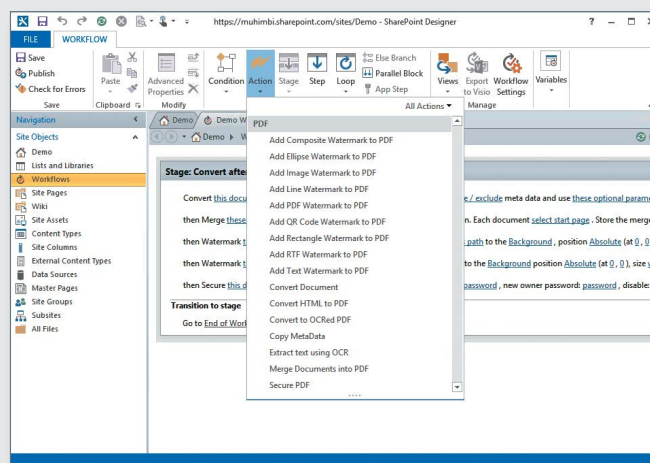 https://muhimbi.sharepoint.com/sites/Demo - SharePoint Designer
FILE WORKFLOW
Save
Publish
Check for Errors
Save
Paste
Clipboard
Advanced Properties
Modify
Condition Action Stage Step Loop
Else Branch
Parallel Block
App Step
Views Export to Visio Workflow Settings
Manage
Variables
All Actions
Navigation
Site Objects
Demo
Lists and Libraries
Workflows
Site Pages
Wiki
Site Assets
Content Types
Site Columns
External Content Types
Data Sources
Master Pages
Site Groups
Subsites
All Files
Demo Demo W
Demo
PDF
Add Composite Watermark to PDF
Add Ellipse Watermark to PDF
Add Image Watermark to PDF
Add Line Watermark to PDF
Add PDF Watermark to PDF
Add QR Code Watermark to PDF
Add Rectangle Watermark to PDF
Add RTF Watermark to PDF
Add Text Watermark to PDF
Convert Document
Convert HTML to PDF
Convert to OCRed PDF
Copy MetaData
Extract text using OCR
Merge Documents into PDF
Secure PDF
Stage: Convert afte
Convert this docu e / exclude meta data and use these optional parame
then Merge these n. Each document select start page . Store the merge
then Watermark t path to the Background , position Absolute (at 0 , 0
then Watermark t to the Background position Absolute (at 0 , 0 ), size
then Secure this d password , new owner password: password , disable:
Transition to stage
Go to End of Worl